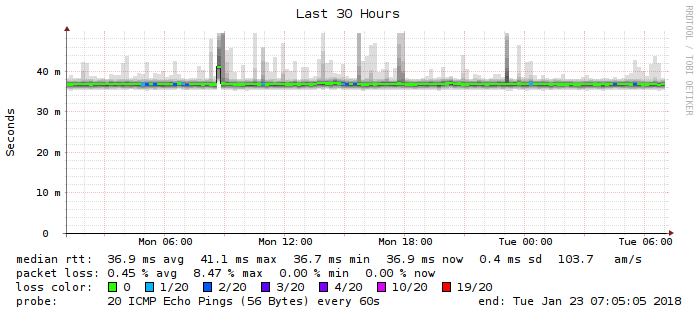 Last 30 Hours
RRDTOOL / TOBI OETIKER
Seconds
40 m
30 m
20 m
10 m
0
Mon 06:00 Mon 12:00 Mon 18:00 Tue 00:00 Tue 06:00
median rtt: 36.9 ms avg 41.1 ms max 36.7 ms min 36.9 ms now 0.4 ms sd 103.7 am/s
packet loss: 0.45 % avg 8.47 % max 0.00 % min 0.00 % now
loss color: 0 1/20 2/20 3/20 4/20 10/20 19/20
probe: 20 ICMP Echo Pings (56 Bytes) every 60s end: Tue Jan 23 07:05:05 2018